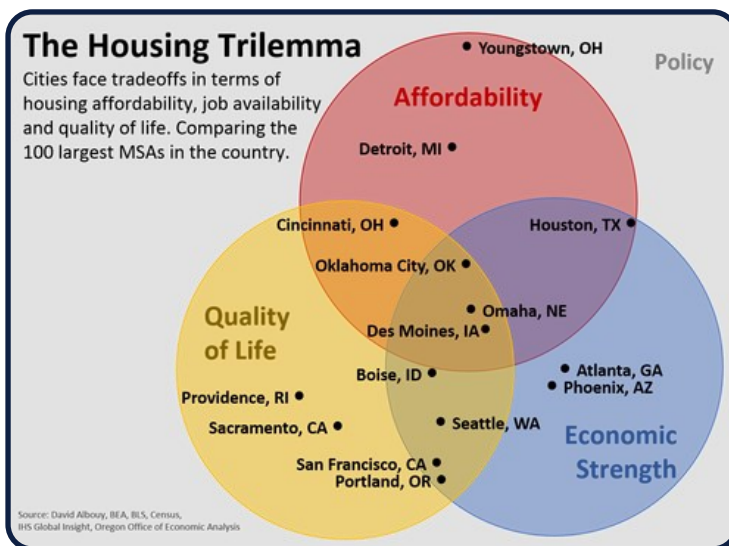 The Housing Trilemma
Cities face tradeoffs in terms of
housing affordability, job availability
and quality of life. Comparing the
100 largest MSAs in the country.
Youngstown, OH
Policy
Affordability
Detroit, MI
Cincinnati, OH
Houston, TX
Oklahoma City, OK
Omaha, NE
Quality
of Life
Des Moines, IA
Boise, ID
Atlanta, GA
Phoenix, AZ
Providence, RI
Sacramento, CA
Seattle, WA
Economic
Strength
San Francisco, CA
Portland, OR
Source: David Albouy, BEA, BLS, Census,
IHS Global Insight, Oregon Office of Economic Analysis